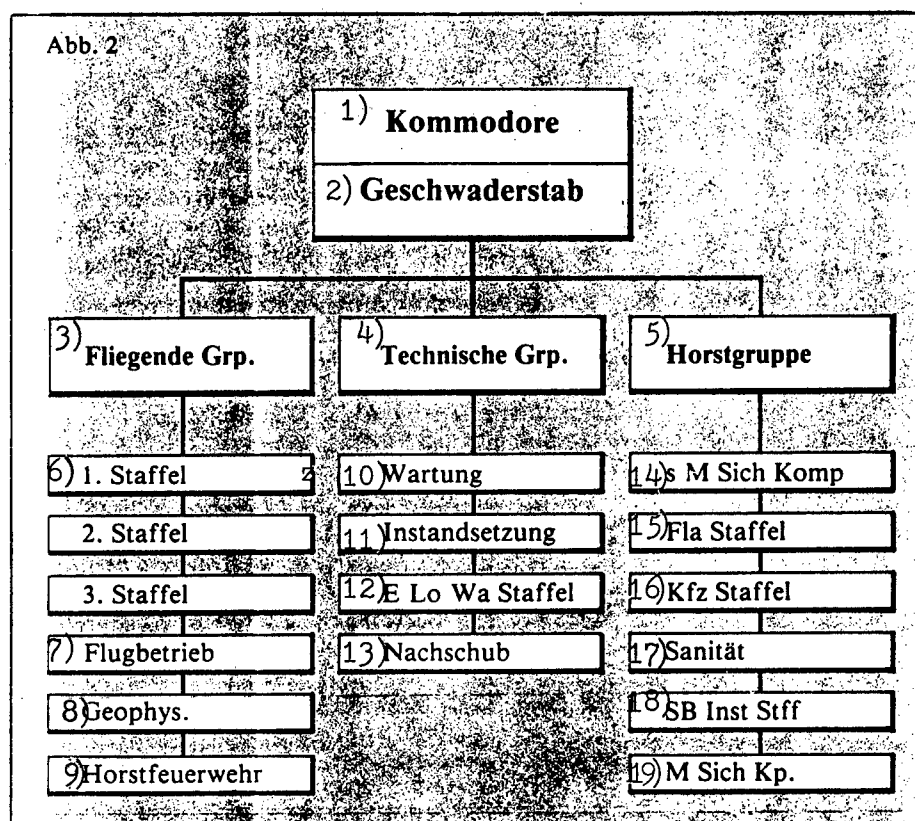 Abb. 2
1) Kommodore
2) Geschwaderstab
3) Fliegende Grp.
4) Technische Grp.
5) Horstgruppe
6) 1. Staffel z
2. Staffel
3. Staffel
7) Flugbetrieb
8) Geophys.
9) Horstfeuerwehr
10) Wartung
11) Instandsetzung
12) E Lo Wa Staffel
13) Nachschub
14) s M Sich Komp
15) Fla Staffel
16) Kfz Staffel
17) Sanität
18) SB Inst Stff
19) M Sich Kp.